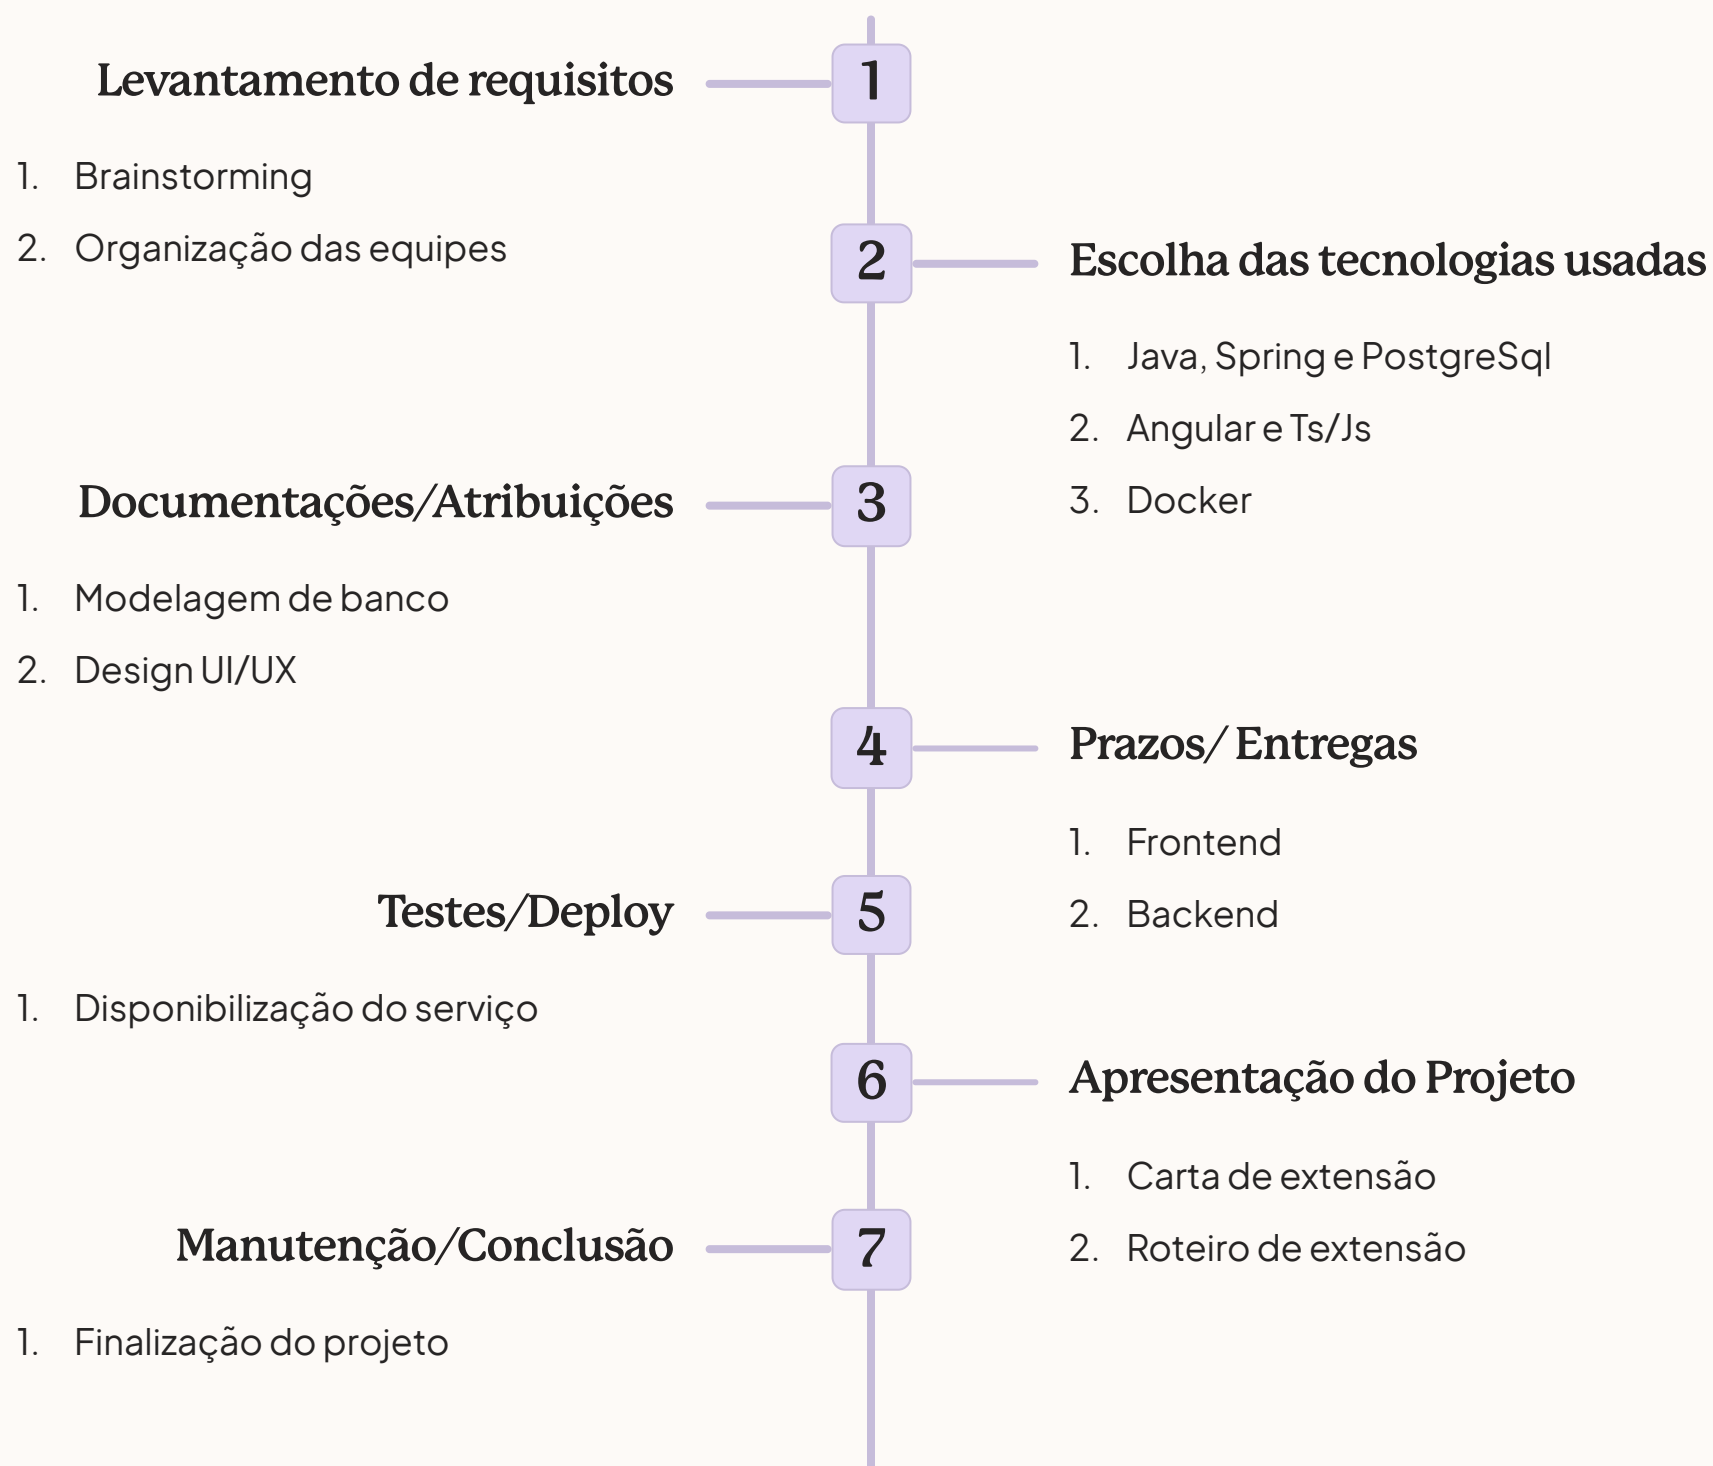 Levantamento de requisitos
1
1. Brainstorming
2. Organização das equipes
2
Escolha das tecnologias usadas
1. Java, Spring e PostgreSql
2. Angular e Ts/Js
3. Docker
Documentações/Atribuições
3
1. Modelagem de banco
2. Design UI/UX
4
Prazos/ Entregas
1. Frontend
2. Backend
Testes/Deploy
5
1. Disponibilização do serviço
6
Apresentação do Projeto
1. Carta de extensão
2. Roteiro de extensão
Manutenção/Conclusão
7
1. Finalização do projeto